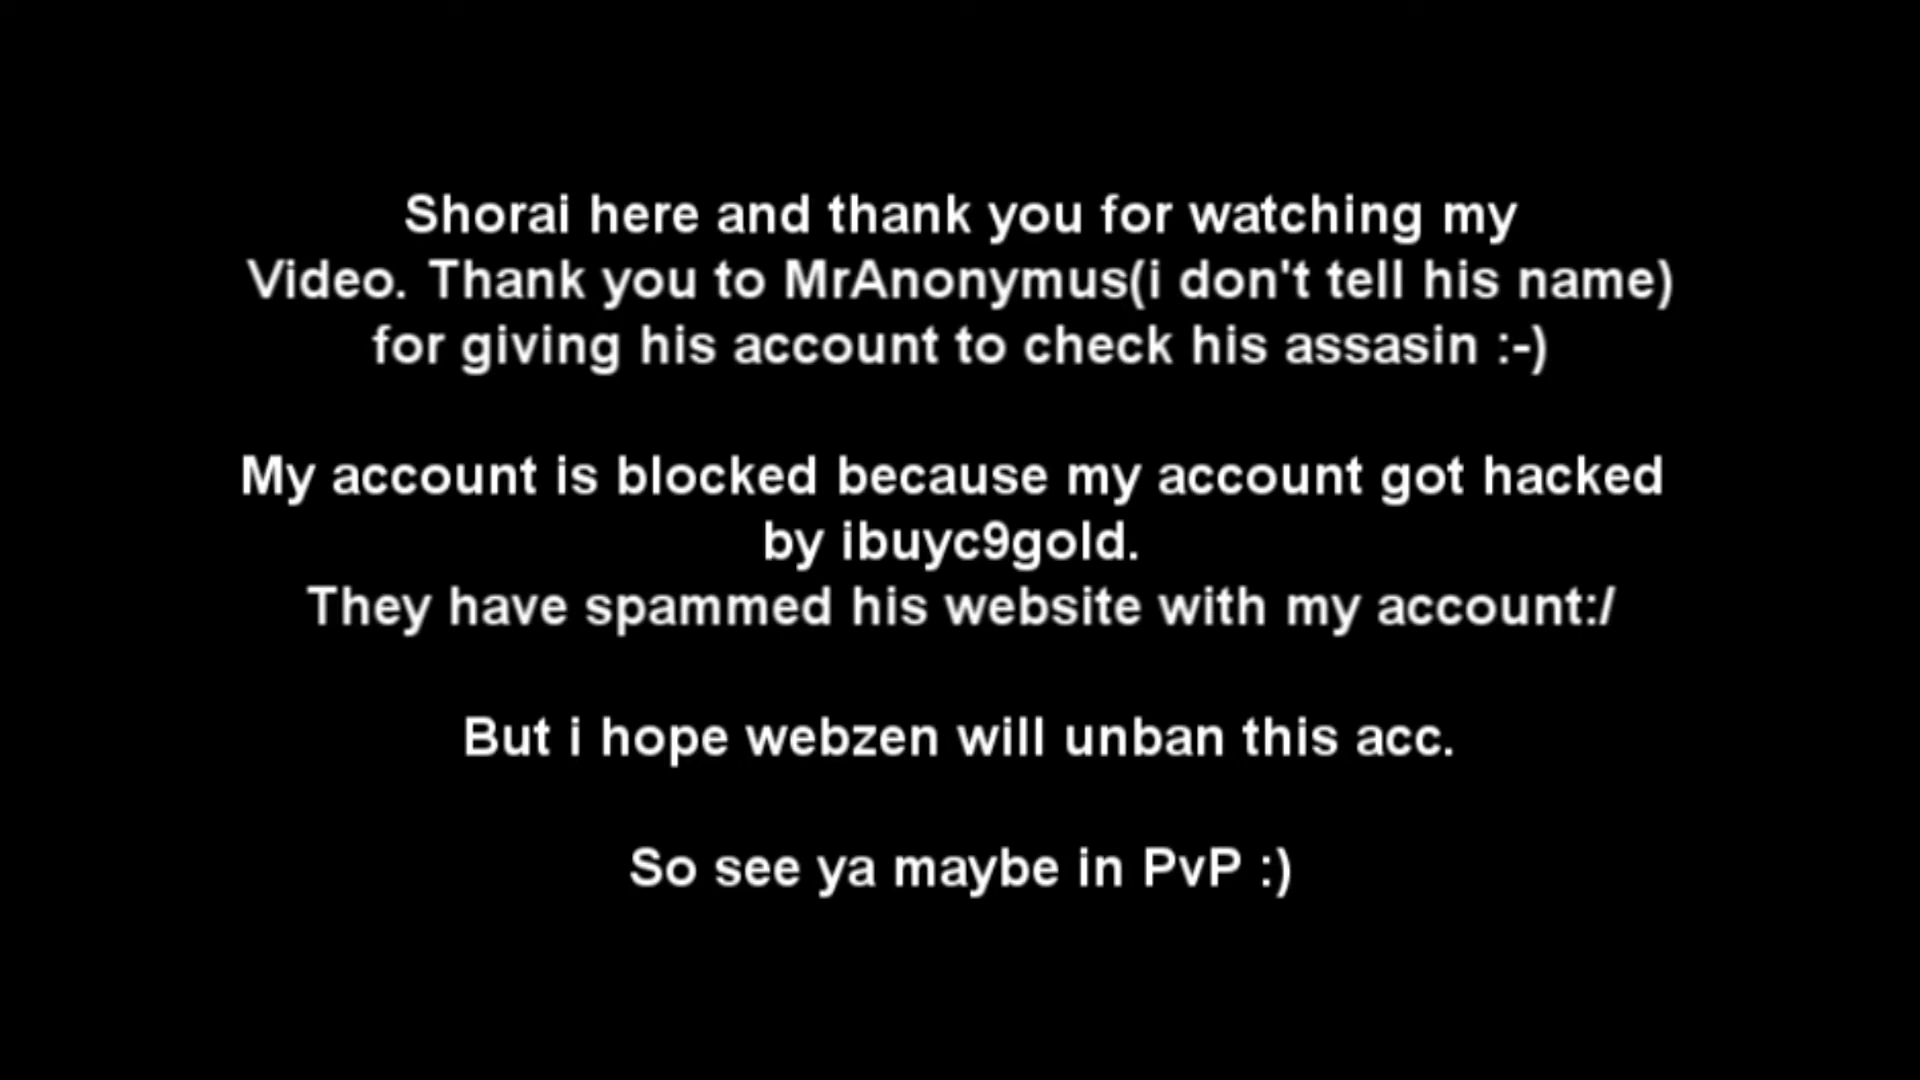 Shorai here and thank you for watching my
Video. Thank you to MrAnonymus(i don't tell his name)
for giving his account to check his assasin :-)
My account is blocked because my account got hacked
by ibuyc9gold.
They have spammed his website with my account:/
But i hope webzen will unban this acc.
So see ya maybe in PvP :)